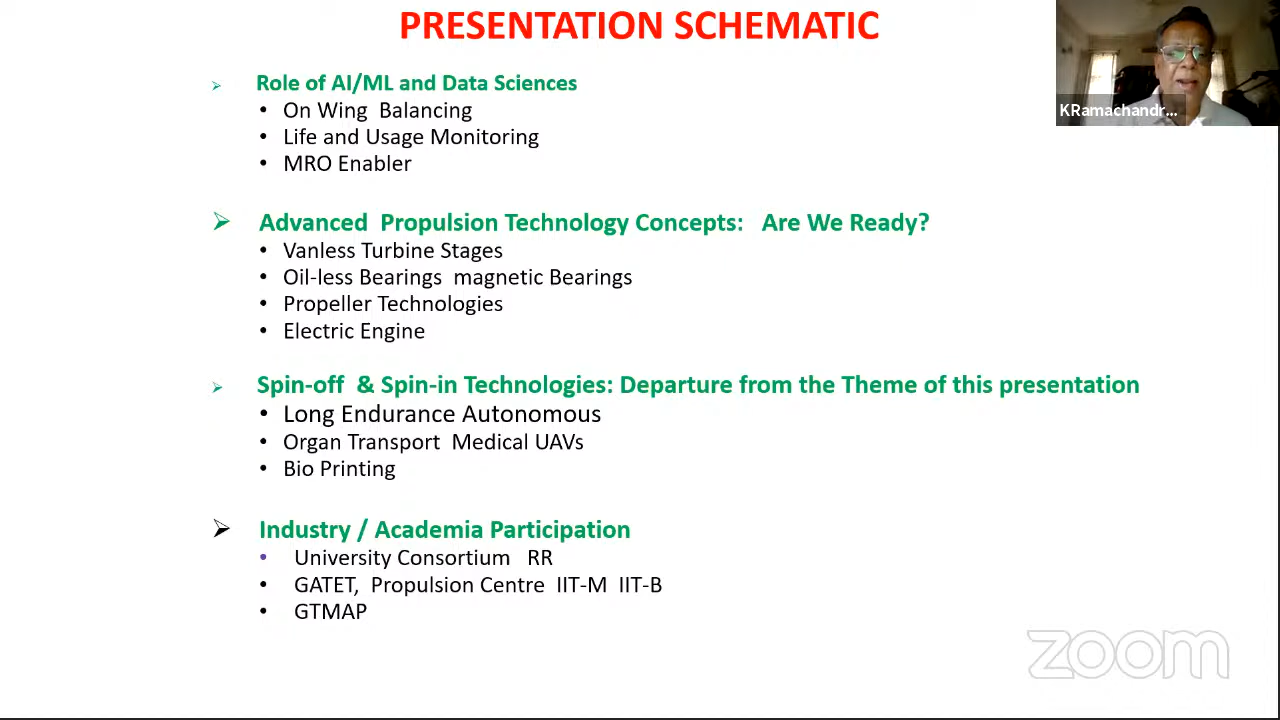 PRESENTATION SCHEMATIC
KRamachandr...
Role of AI/ML and Data Sciences
On Wing Balancing
Life and Usage Monitoring
MRO Enabler
Advanced Propulsion Technology Concepts: Are We Ready?
Vanless Turbine Stages
Oil-less Bearings magnetic Bearings
Propeller Technologies
Electric Engine
Spin-off & Spin-in Technologies: Departure from the Theme of this presentation
Long Endurance Autonomous
Organ Transport Medical UAVs
Bio Printing
Industry / Academia Participation
University Consortium RR
GATET, Propulsion Centre IIT-M IIT-B
GTMAP
zoom